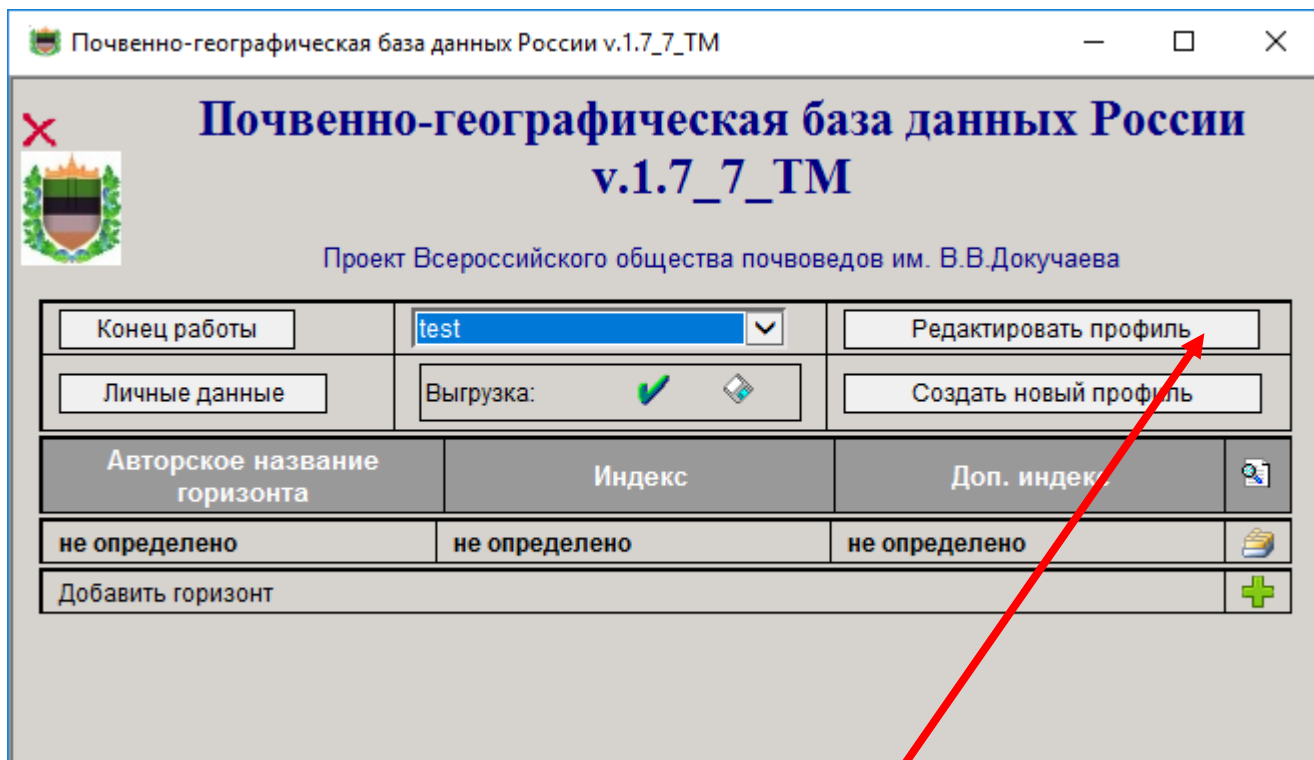 Почвенно-географическая база данных России v.1.7_7_TM
Почвенно-географическая база данных России
v.1.7_7_TM
Проект Всероссийского общества почвоведов им. В.В.Докучаева
Конец работы
test
Редактировать профиль
Личные данные
Выгрузка:
Создать новый профиль
Авторское название
горизонта
Индекс
Доп. индекс
не определено
не определено
не определено
Добавить горизонт